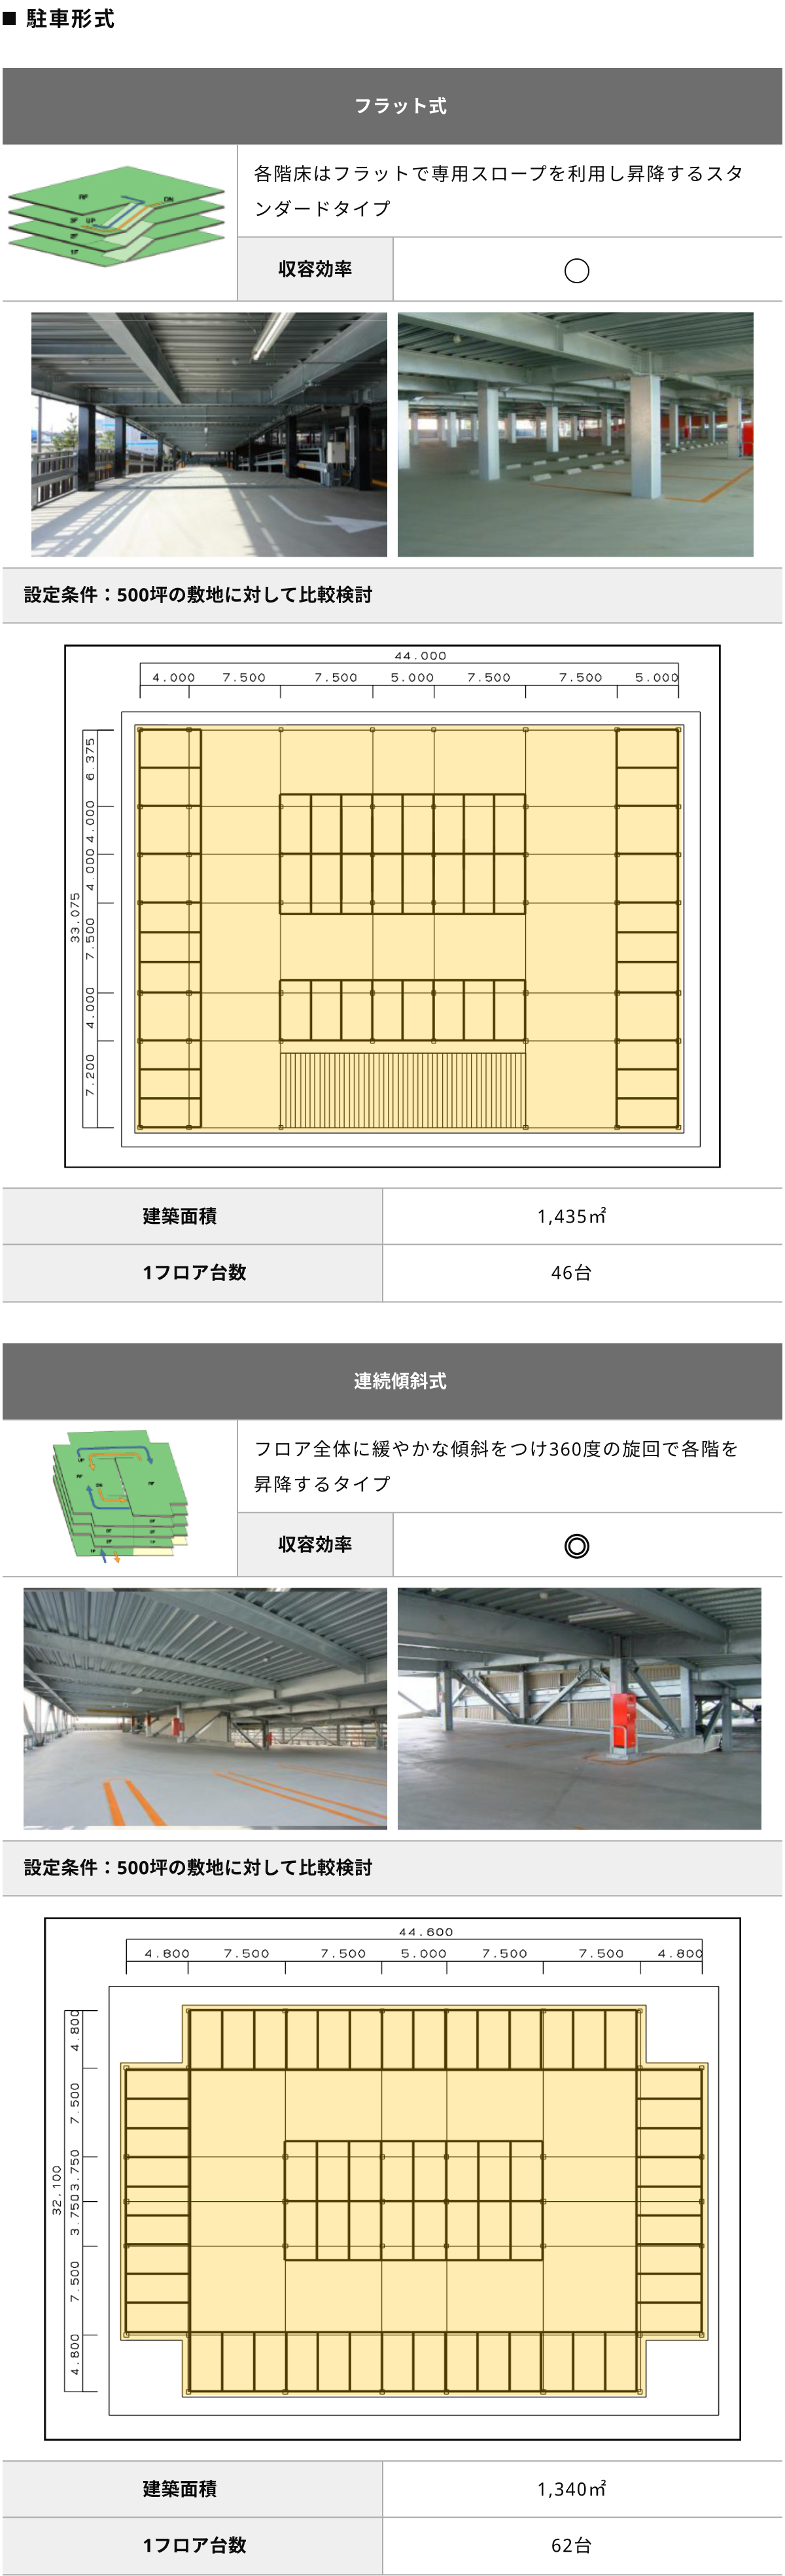 ■ 駐車形式
フラット式
RF
DN
3F UP
2F
1F
各階床はフラットで専用スロープを利用し昇降するスタ
ンダードタイプ
収容効率
○
設定条件：500坪の敷地に対して比較検討
44.000
4.000 7.500 7.500 5.000 7.500 7.500 5.000
33.075
6.375
4.000
4.000
7.500
4.000
7.200
建築面積
1,435㎡
1フロア台数
46台
連続傾斜式
フロア全体に緩やかな傾斜をつけ360度の旋回で各階を
昇降するタイプ
収容効率
◎
設定条件：500坪の敷地に対して比較検討
44.600
4.800 7.500 7.500 5.000 7.500 7.500 4.800
32.100
4.800
7.500
3.750
3.750
7.500
4.800
建築面積
1,340㎡
1フロア台数
62台